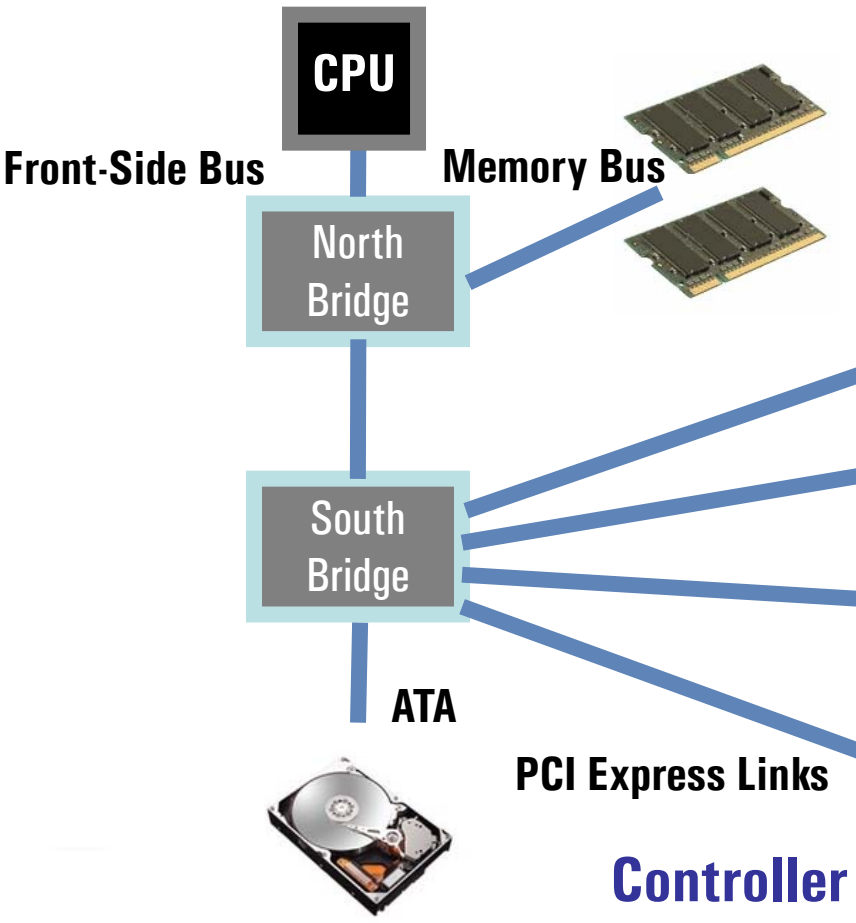 CPU
Front-Side Bus
Memory Bus
North
Bridge
South
Bridge
ATA
PCI Express Links
Controller